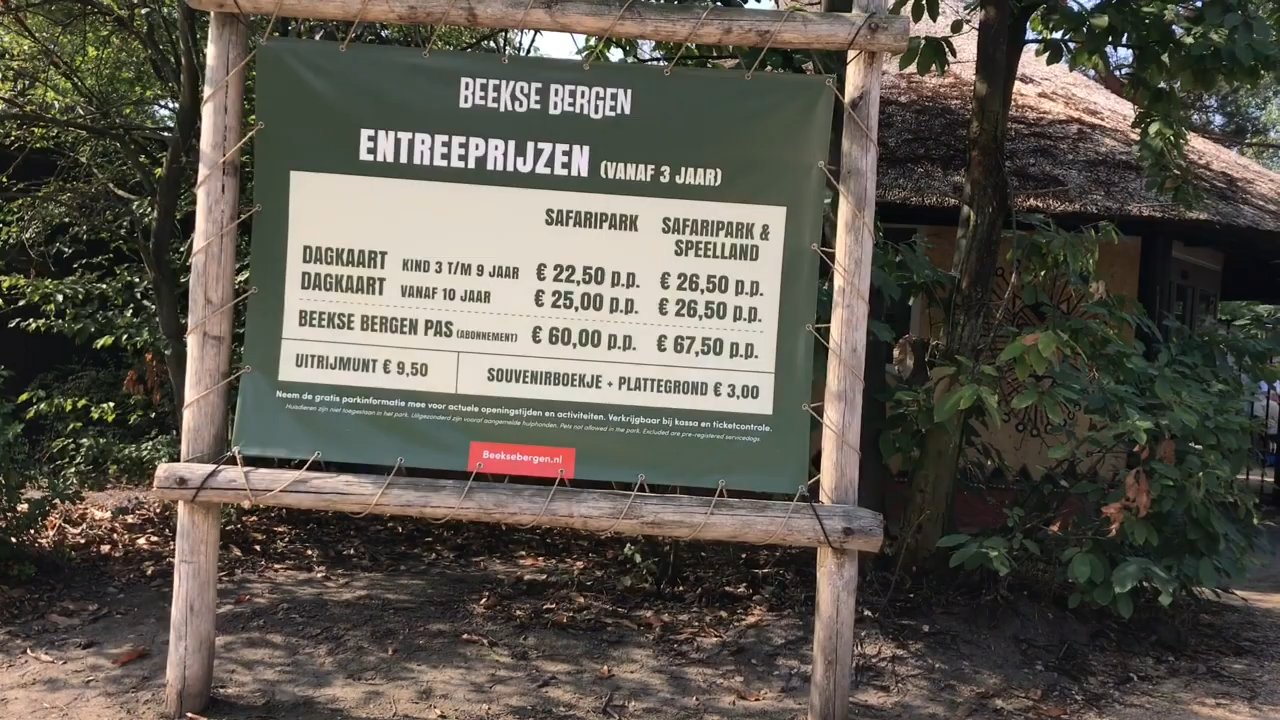 BEEKSE BERGEN
ENTREEPRIJZEN (VANAF 3 JAAR)
SAFARIPARK SAFARIPARK & SPEELLAND
DAGKAART KIND 3 T/M 9 JAAR € 22,50 p.p. € 26,50 p.p.
DAGKAART VANAF 10 JAAR € 25,00 p.p. € 26,50 p.p.
BEEKSE BERGEN PAS (ABONNEMENT) € 60,00 p.p. € 67,50 p.p.
UITRIJMUNT € 9,50 SOUVENIRBOEKJE + PLATTEGROND € 3,00
Neem de gratis parkinformatie mee voor actuele openingstijden en activiteiten. Verkrijgbaar bij kassa en ticketcontrole.
Huisdieren zijn niet toegestaan in het park. Uitgezonderd zijn vooraf aangemelde hulphonden. Pets not allowed in the park. Excluded are pre-registered servicedogs
Beeksebergen.nl